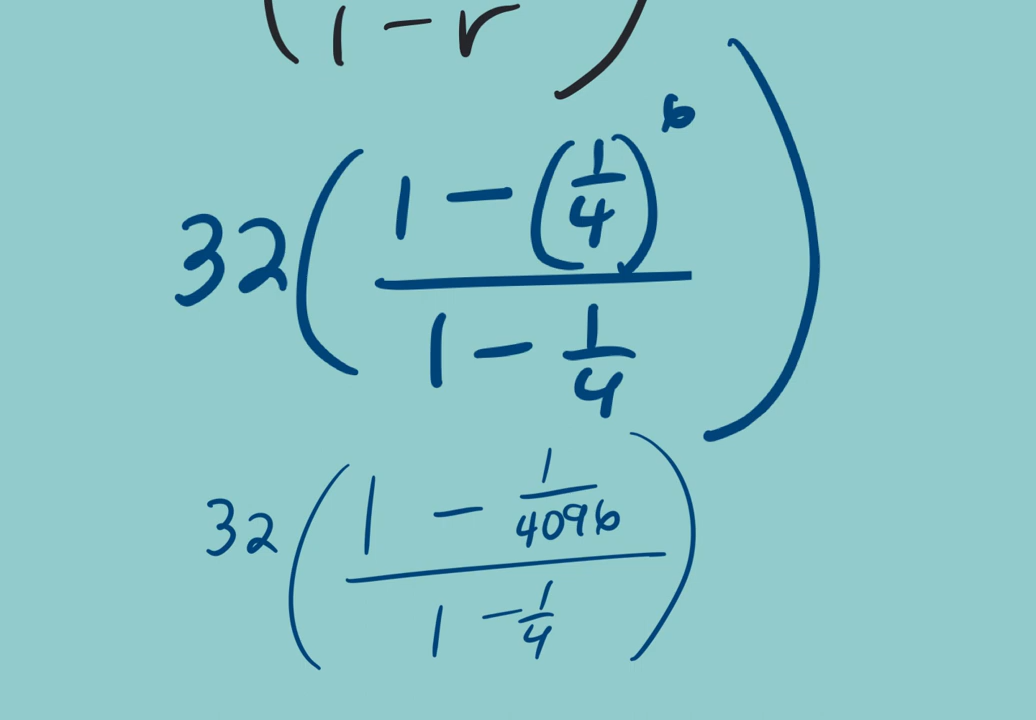 (1 - r)
32((1 - (1/4)^6)/(1 - 1/4))
32((1 - 1/4096)/(1 - 1/4))